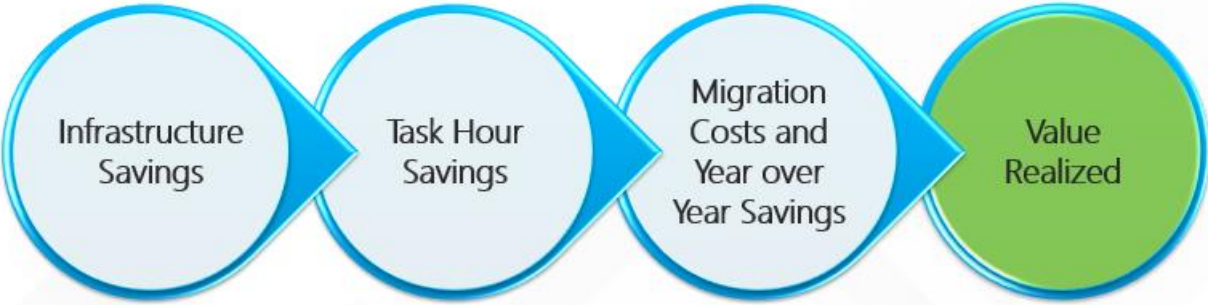 Infrastructure
Savings
Task Hour
Savings
Migration
Costs and
Year over
Year Savings
Value
Realized